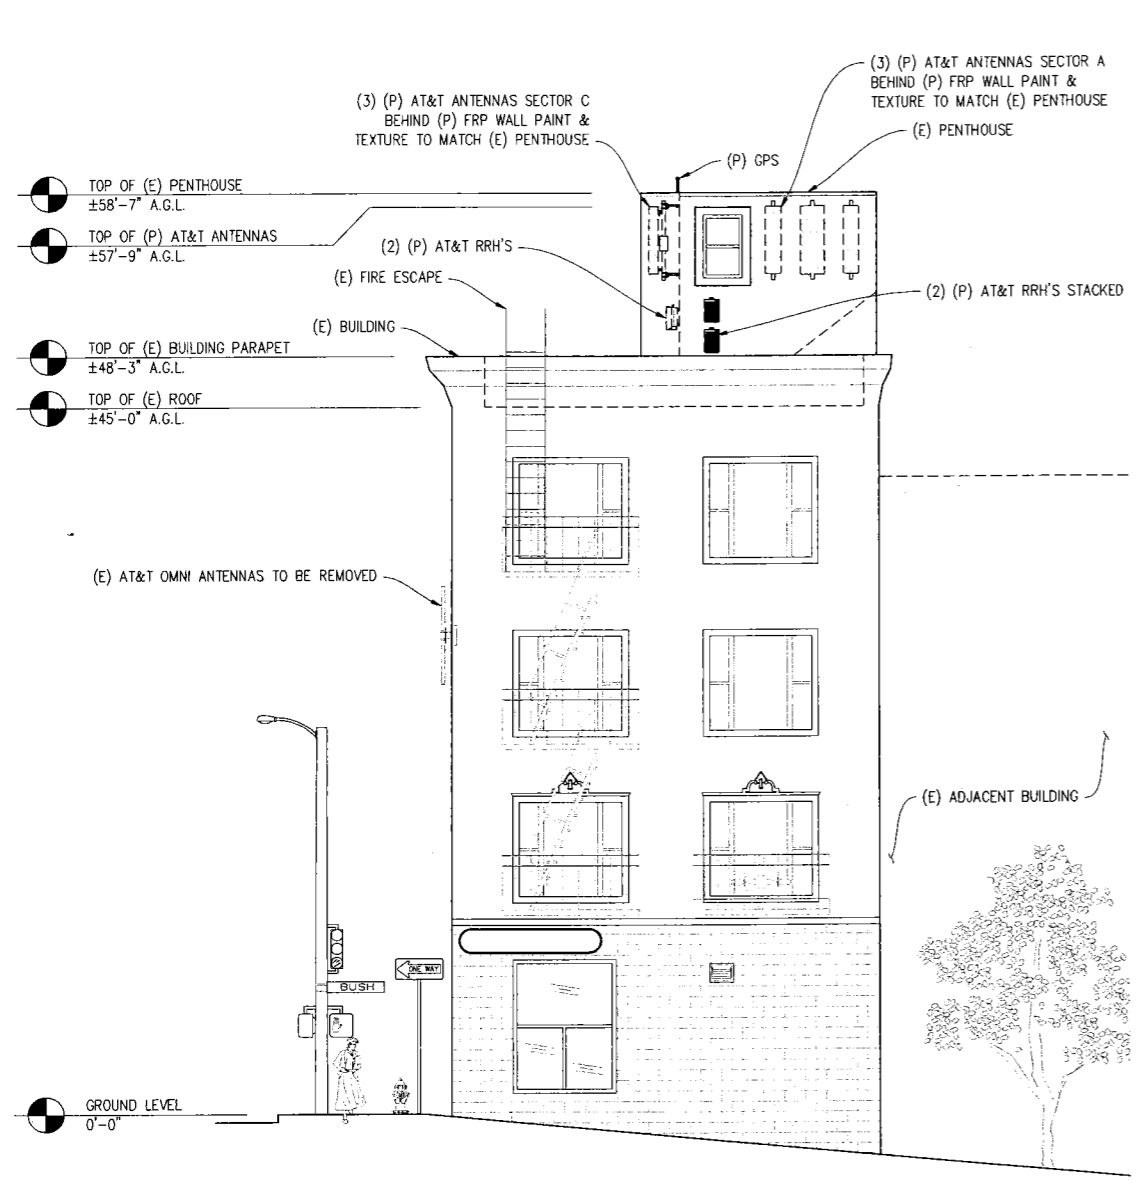 (3) (P) AT&T ANTENNAS SECTOR A
BEHIND (P) FRP WALL PAINT &
TEXTURE TO MATCH (E) PENTHOUSE
(3) (P) AT&T ANTENNAS SECTOR C
BEHIND (P) FRP WALL PAINT &
TEXTURE TO MATCH (E) PENTHOUSE
(E) PENTHOUSE
(P) GPS
TOP OF (E) PENTHOUSE
±58'-7" A.G.L.
TOP OF (P) AT&T ANTENNAS
±57'-9" A.G.L.
(2) (P) AT&T RRH'S
(E) FIRE ESCAPE
(2) (P) AT&T RRH'S STACKED
(E) BUILDING
TOP OF (E) BUILDING PARAPET
±48'-3" A.G.L.
TOP OF (E) ROOF
±45'-0" A.G.L.
(E) AT&T OMNI ANTENNAS TO BE REMOVED
(E) ADJACENT BUILDING
ONE WAY
BUSH
GROUND LEVEL
0'-0"